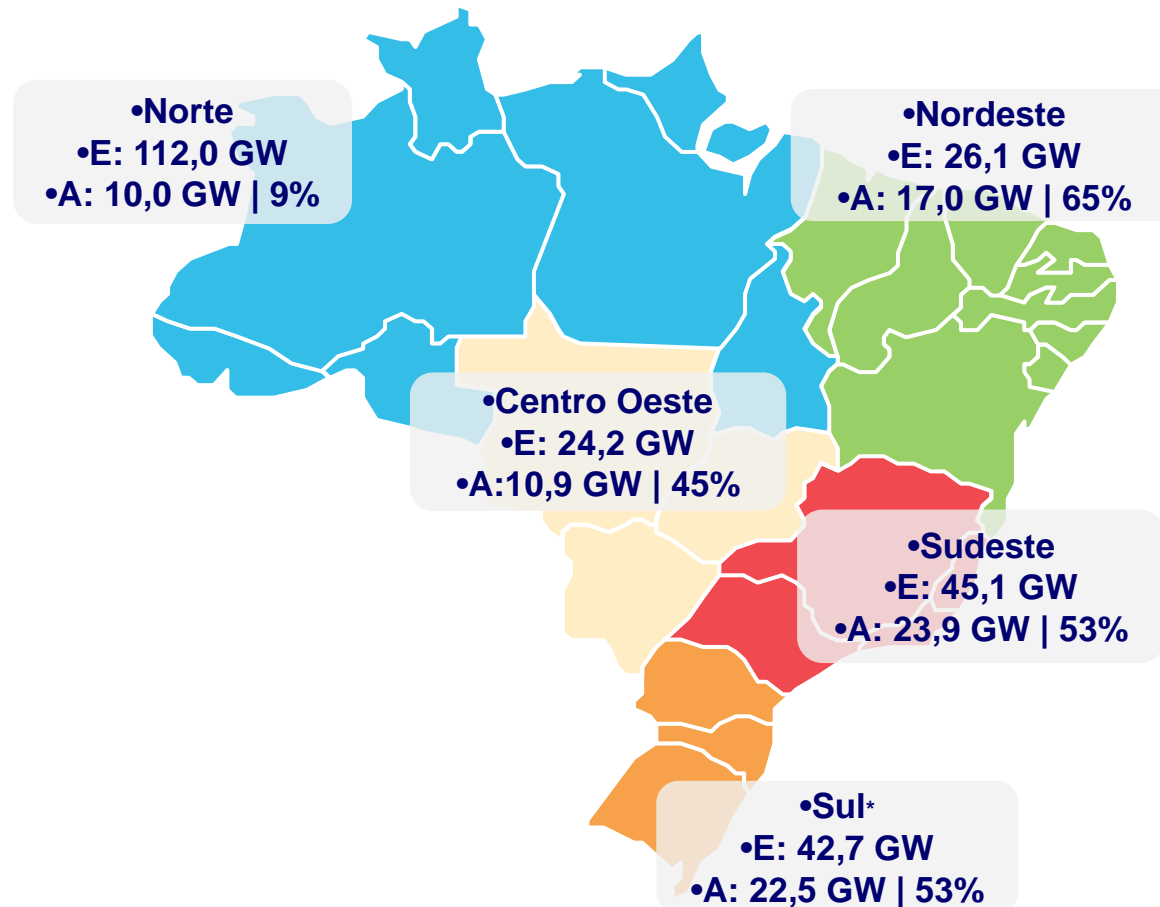 •Norte
•E: 112,0 GW
•A: 10,0 GW | 9%
•Nordeste
•E: 26,1 GW
•A: 17,0 GW | 65%
•Centro Oeste
•E: 24,2 GW
•A:10,9 GW | 45%
•Sudeste
•E: 45,1 GW
•A: 23,9 GW | 53%
•Sul*
•E: 42,7 GW
•A: 22,5 GW | 53%